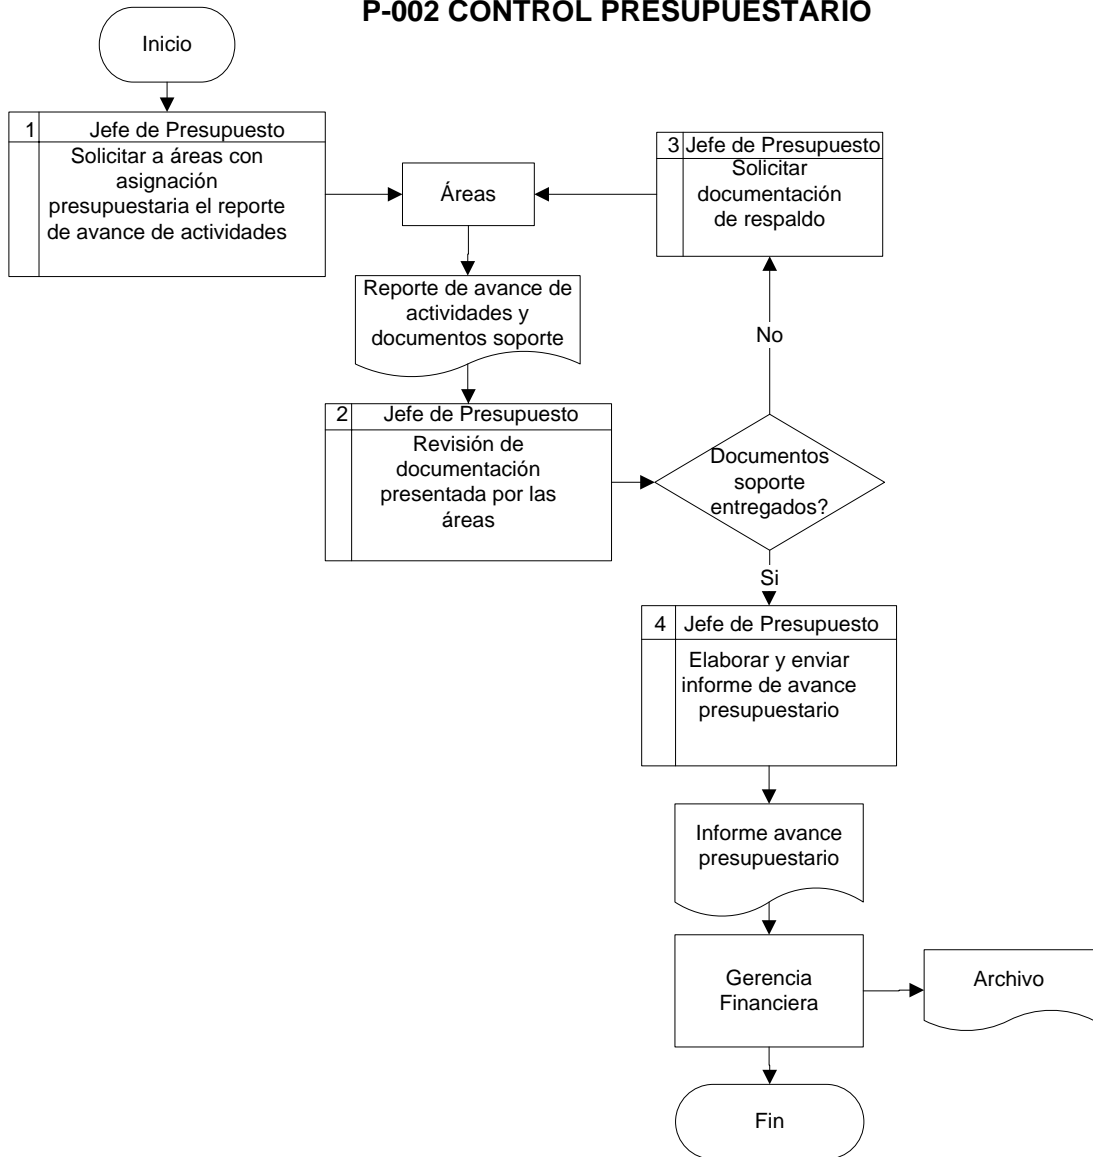 P-002 CONTROL PRESUPUESTARIO
Inicio
1 Jefe de Presupuesto
Solicitar a áreas con
asignación
presupuestaria el reporte
de avance de actividades
Áreas
3 Jefe de Presupuesto
Solicitar
documentación
de respaldo
Reporte de avance de
actividades y
documentos soporte
No
2 Jefe de Presupuesto
Revisión de
documentación
presentada por las
áreas
Documentos
soporte
entregados?
Si
4 Jefe de Presupuesto
Elaborar y enviar
informe de avance
presupuestario
Informe avance
presupuestario
Gerencia
Financiera
Archivo
Fin